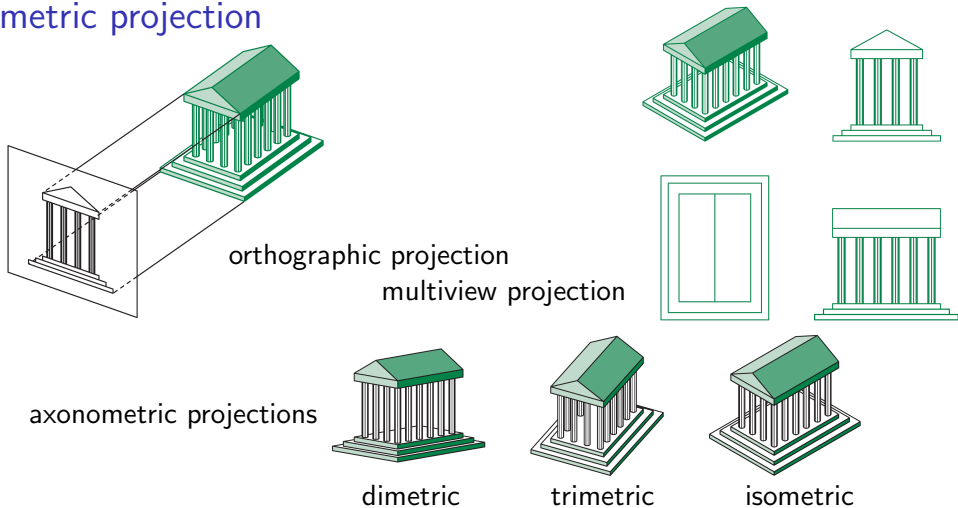 metric projection
orthographic projection
multiview projection
axonometric projections
dimetric trimetric isometric